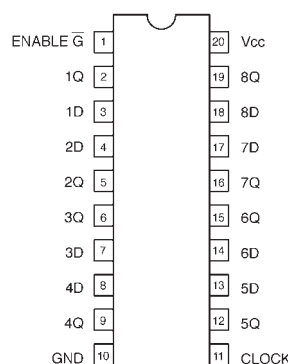 ENABLE G̅ 1 20 Vcc
1Q 2 19 8Q
1D 3 18 8D
2D 4 17 7D
2Q 5 16 7Q
3Q 6 15 6Q
3D 7 14 6D
4D 8 13 5D
4Q 9 12 5Q
GND 10 11 CLOCK